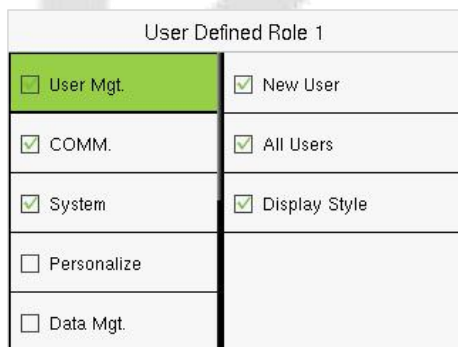 User Defined Role 1
User Mgt.
New User
COMM.
All Users
System
Display Style
Personalize
Data Mgt.